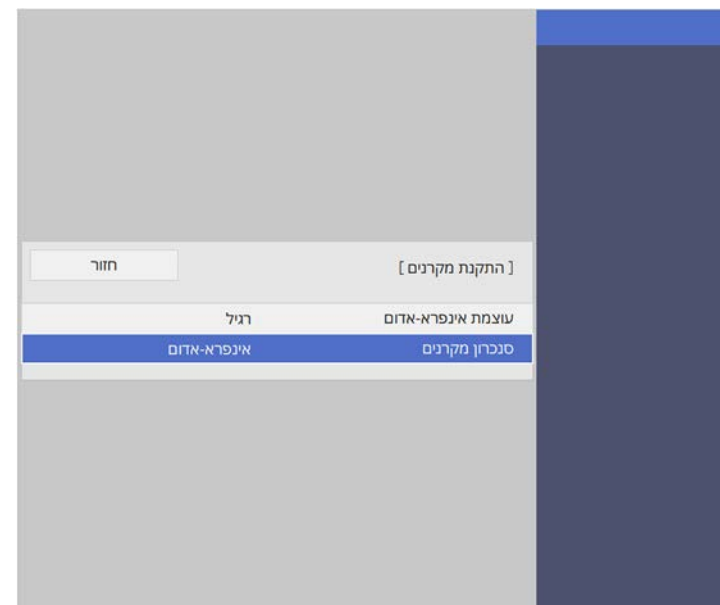 [ התקנת מקרנים ] חזור
עוצמת אינפרא-אדום רגיל
סנכרון מקרנים אינפרא-אדום